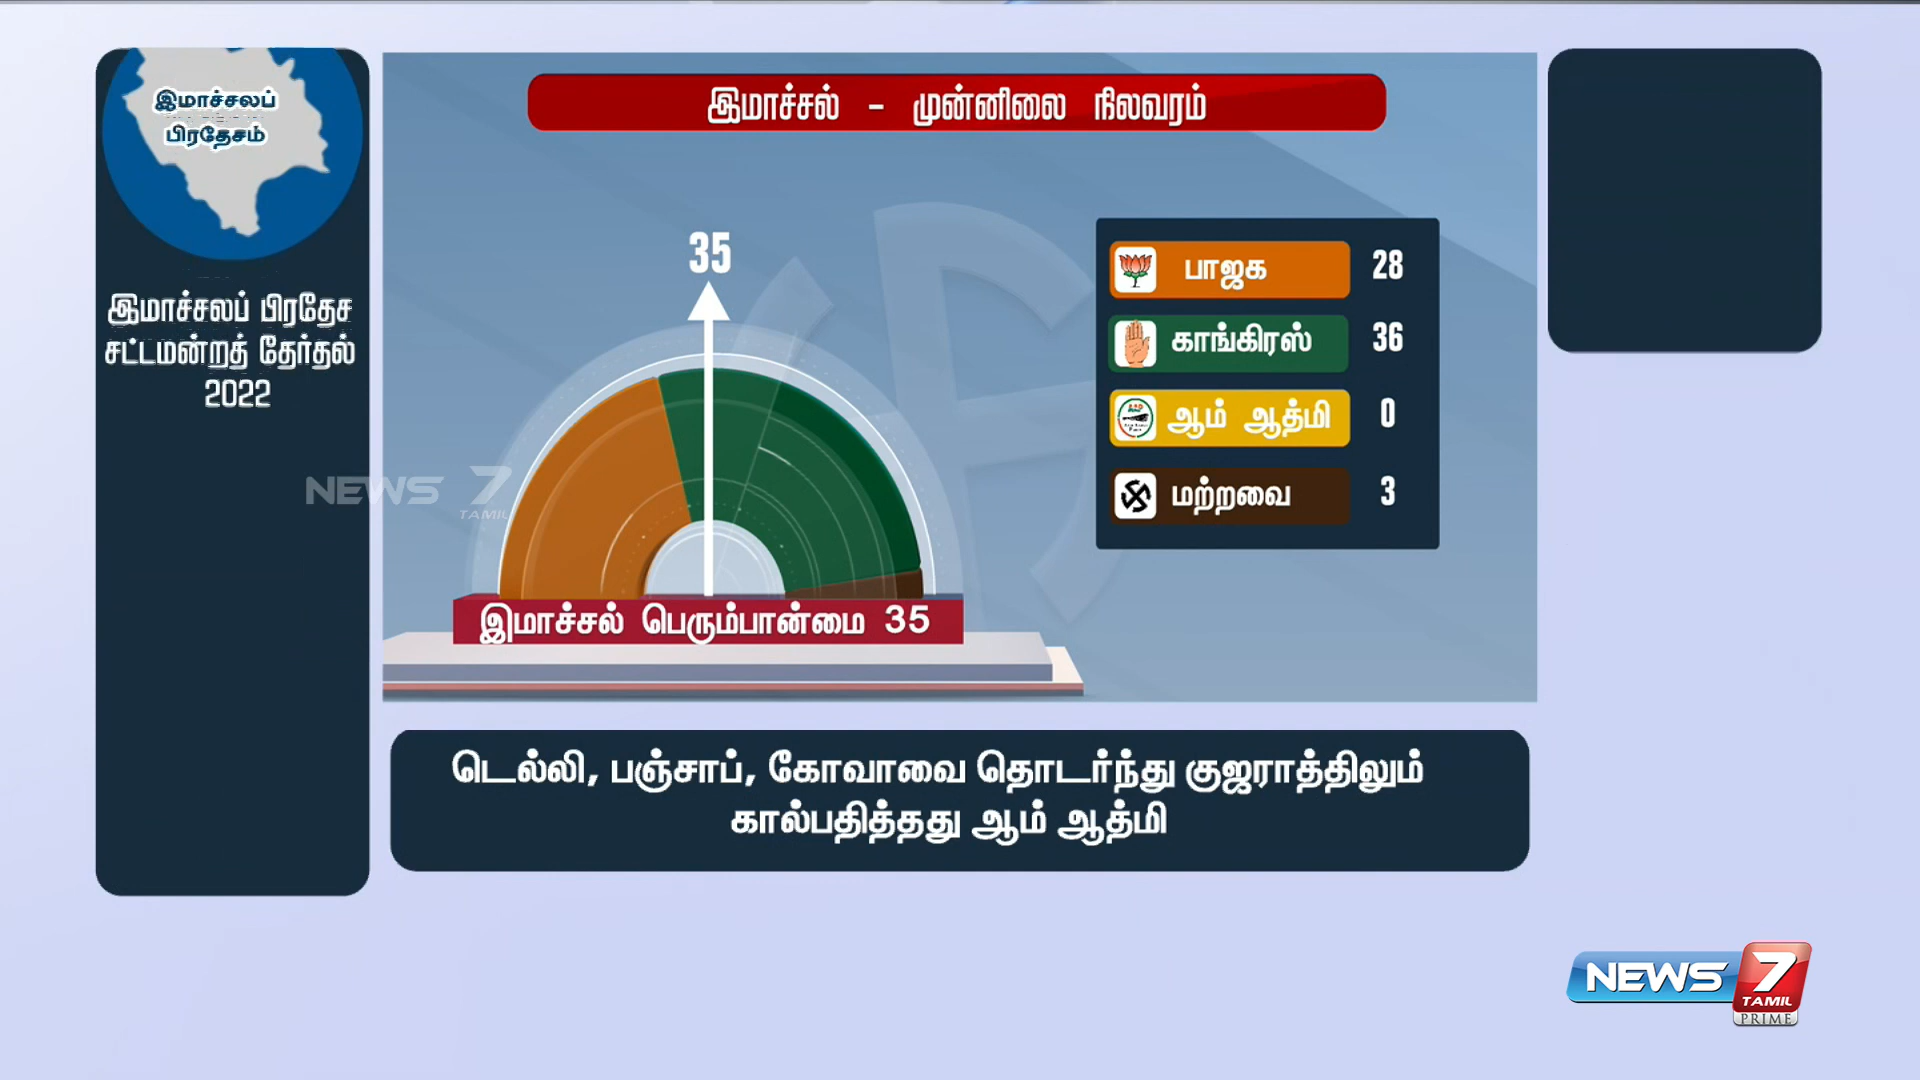 இமாச்சலப்
பிரதேசம்
இமாச்சலப் பிரதேச
சட்டமன்றத் தேர்தல்
2022
இமாச்சல் - முன்னிலை நிலவரம்
35
பாஜக 28
காங்கிரஸ் 36
ஆம் ஆத்மி 0
மற்றவை 3
NEWS 7
TAMIL
இமாச்சல் பெரும்பான்மை 35
டெல்லி, பஞ்சாப், கோவாவை தொடர்ந்து குஜராத்திலும்
கால்பதித்தது ஆம் ஆத்மி
NEWS 7
TAMIL
PRIME